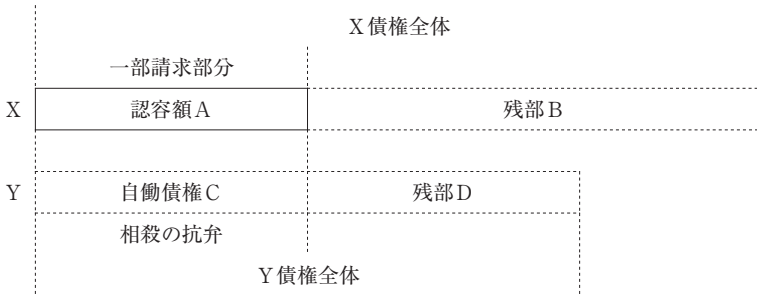 Ｘ債権全体
一部請求部分
Ｘ 認容額Ａ 残部Ｂ
Ｙ 自働債権Ｃ 残部Ｄ
相殺の抗弁
Ｙ債権全体